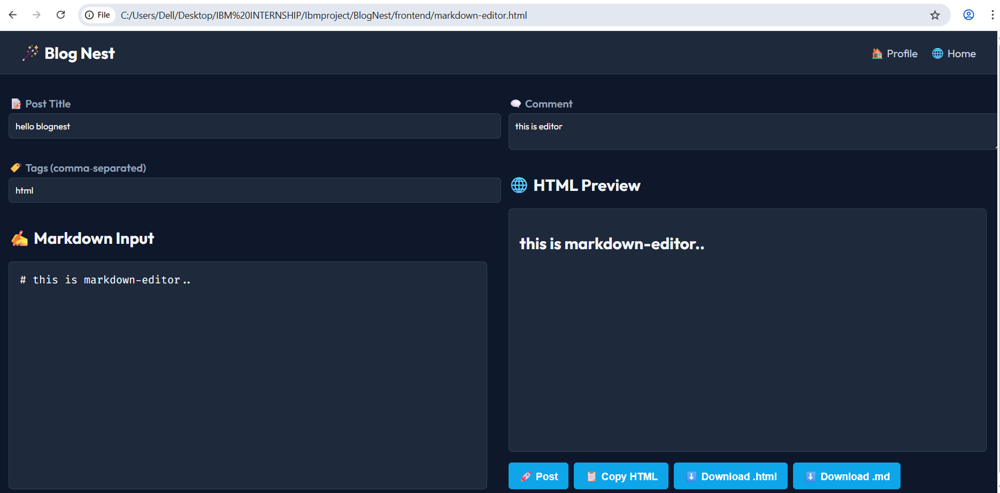 File C:/Users/Dell/Desktop/IBM%20INTERNSHIP/Ibmproject/BlogNest/frontend/markdown-editor.html
Blog Nest
Profile Home
Post Title
hello blognest
Tags (comma-separated)
html
Markdown Input
# this is markdown-editor..
Comment
this is editor
HTML Preview
this is markdown-editor..
Post Copy HTML Download .html Download .md